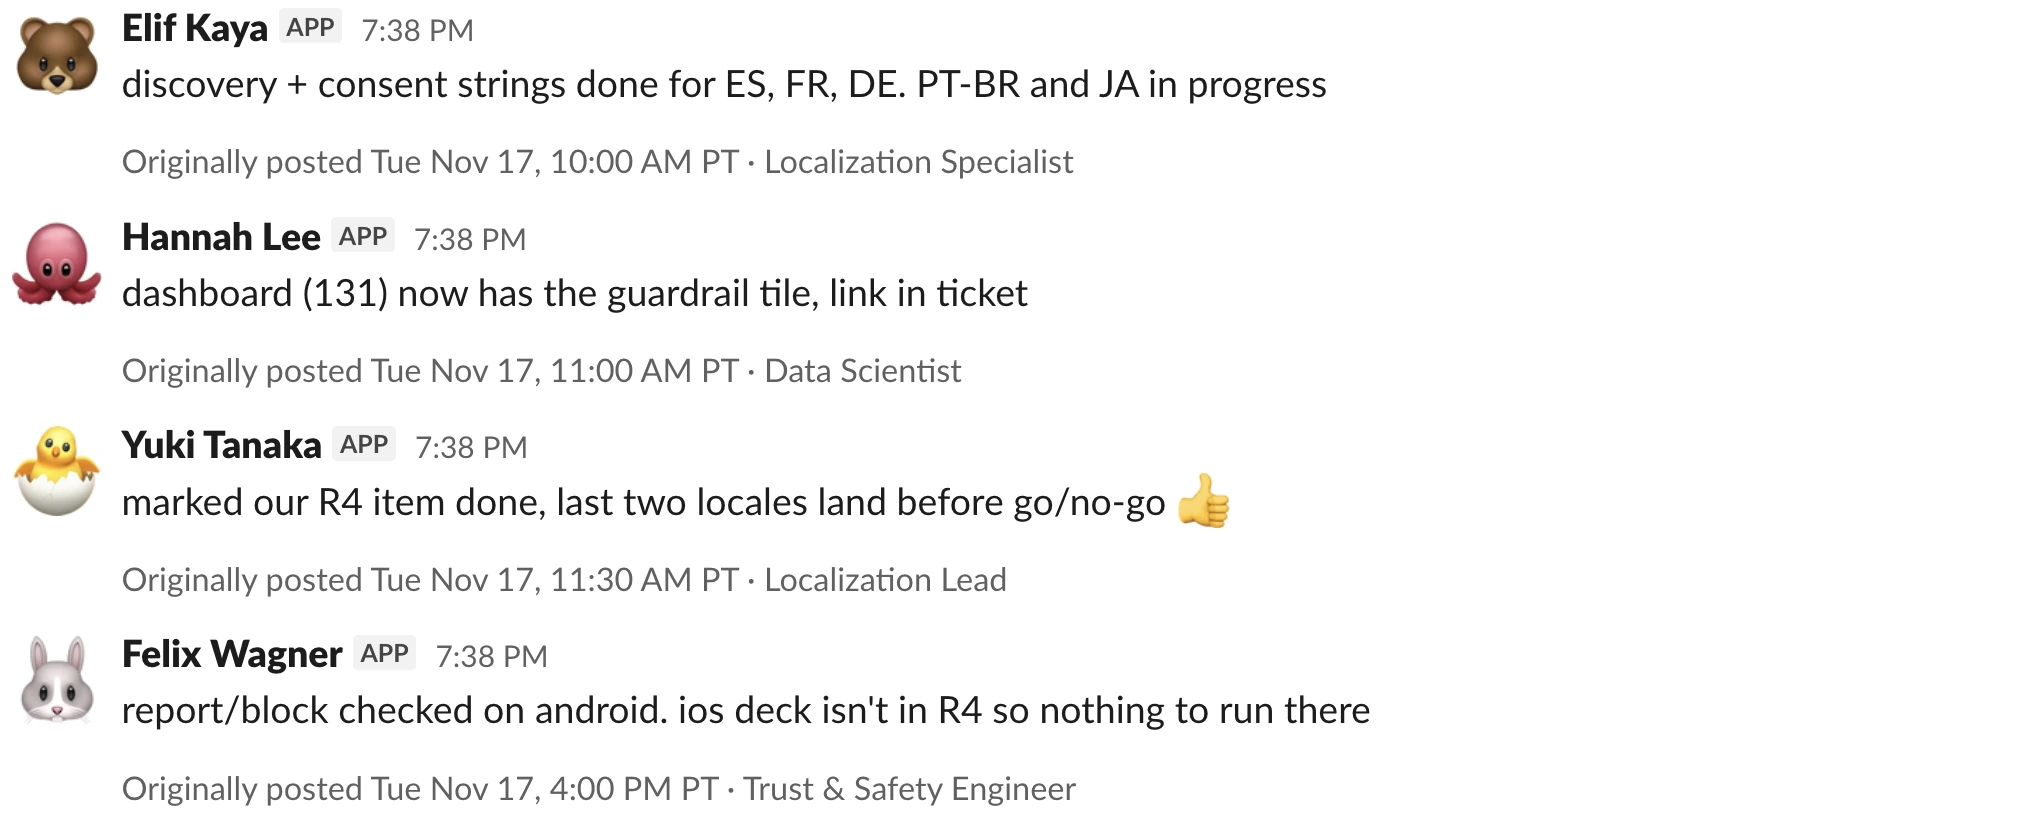 Elif Kaya APP 7:38 PM
discovery + consent strings done for ES, FR, DE. PT-BR and JA in progress
Originally posted Tue Nov 17, 10:00 AM PT · Localization Specialist
Hannah Lee APP 7:38 PM
dashboard (131) now has the guardrail tile, link in ticket
Originally posted Tue Nov 17, 11:00 AM PT · Data Scientist
Yuki Tanaka APP 7:38 PM
marked our R4 item done, last two locales land before go/no-go 👍
Originally posted Tue Nov 17, 11:30 AM PT · Localization Lead
Felix Wagner APP 7:38 PM
report/block checked on android. ios deck isn't in R4 so nothing to run there
Originally posted Tue Nov 17, 4:00 PM PT · Trust & Safety Engineer